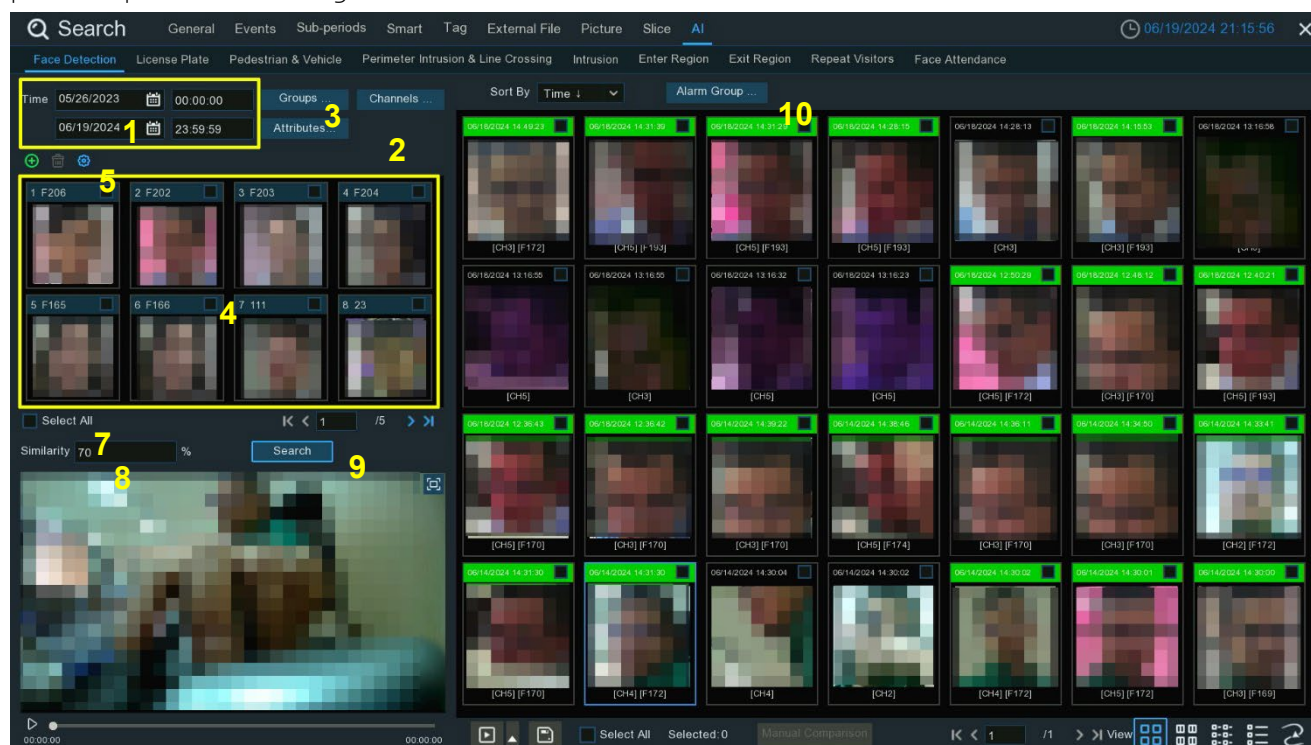 Search General Events Sub-periods Smart Tag External File Picture Slice AI 06/19/2024 21:15:56
Face Detection License Plate Pedestrian & Vehicle Perimeter Intrusion & Line Crossing Intrusion Enter Region Exit Region Repeat Visitors Face Attendance
Time 05/26/2023 00:00:00 Groups ... Channels ...
06/19/2024 23:59:59 Attributes...
1
3
2
5
1 F206 2 F202 3 F203 4 F204
5 F165 6 F166 7 111 8 23
4
Select All 1 /5
7
Similarity 70 % Search
8
9
00:00:00 00:00:00
Sort By Time ↓ Alarm Group ...
10
06/18/2024 14:49:23 06/18/2024 14:31:39 06/18/2024 14:31:29 06/18/2024 14:28:15 06/18/2024 14:28:13 06/18/2024 14:18:53 06/18/2024 13:16:58
[CH3] [F172] [CH5] [F193] [CH5] [F193] [CH5] [F193] [CH3] [CH3] [F193]
06/18/2024 13:16:55 06/18/2024 13:16:55 06/18/2024 13:16:32 06/18/2024 13:16:23 06/18/2024 12:50:29 06/18/2024 12:48:12 06/18/2024 12:40:21
[CH5] [CH3] [CH5] [CH5] [CH5] [F172] [CH3] [F170] [CH5] [F193]
06/18/2024 12:36:43 06/18/2024 12:36:42 06/14/2024 14:39:22 06/14/2024 14:38:46 06/14/2024 14:36:11 06/14/2024 14:34:50 06/14/2024 14:33:41
[CH5] [F170] [CH3] [F170] [CH3] [F170] [CH5] [F174] [CH3] [F170] [CH3] [F170] [CH2] [F172]
06/14/2024 14:31:30 06/14/2024 14:31:30 06/14/2024 14:30:04 06/14/2024 14:30:02 06/14/2024 14:30:02 06/14/2024 14:30:01 06/14/2024 14:30:00
[CH5] [F170] [CH4] [F172] [CH4] [CH2] [CH4] [F172] [CH5] [F172] [CH3] [F169]
Select All Selected:0 Manual Comparison 1 /1 View